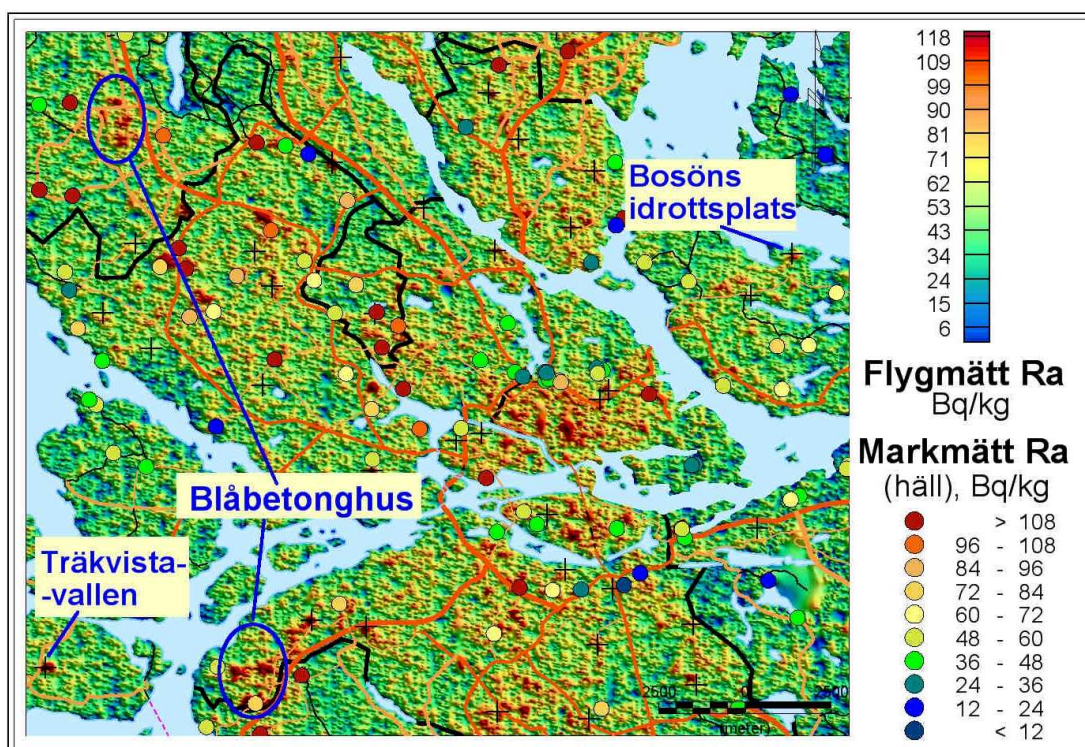 Bosöns
idrottsplats
Blåbetonghus
Träkvista-
-vallen
2500 0 2500
(meter)
118
109
99
90
81
71
62
53
43
34
24
15
6
Flygmätt Ra
Bq/kg
Markmätt Ra
(häll), Bq/kg
> 108
96 - 108
84 - 96
72 - 84
60 - 72
48 - 60
36 - 48
24 - 36
12 - 24
< 12